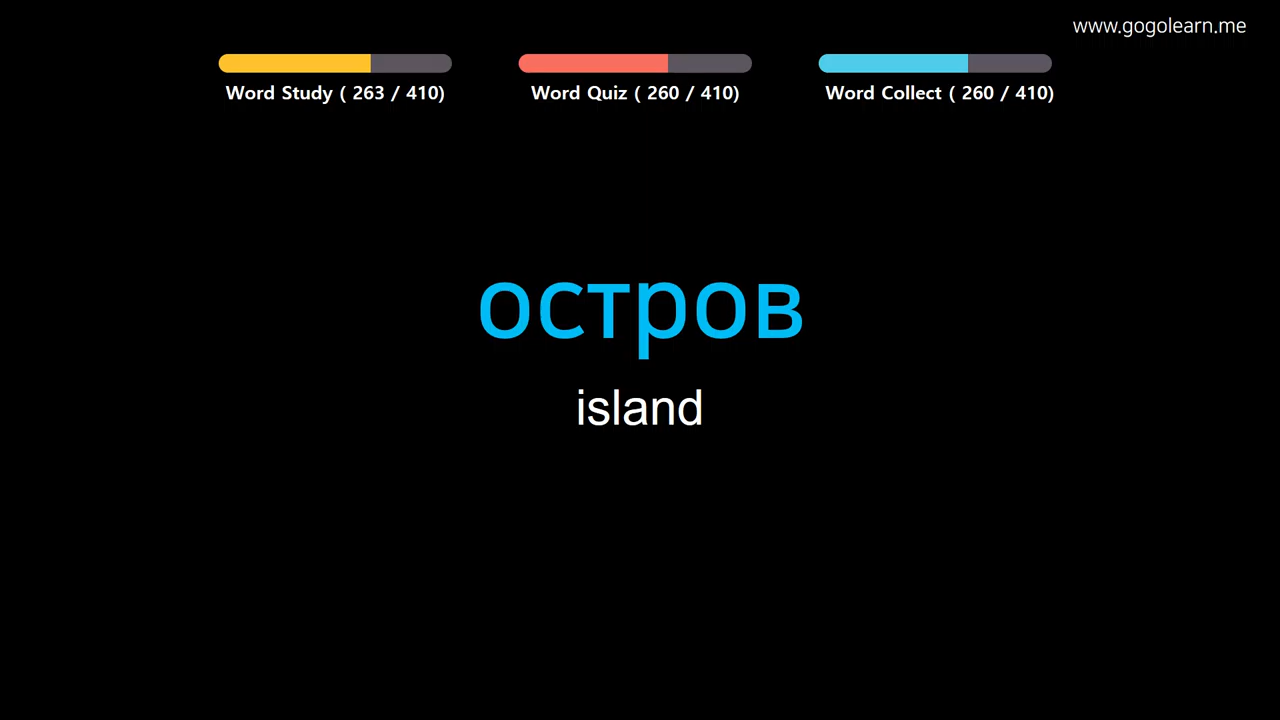 www.gogolearn.me
Word Study ( 263 / 410)
Word Quiz ( 260 / 410)
Word Collect ( 260 / 410)
остров
island